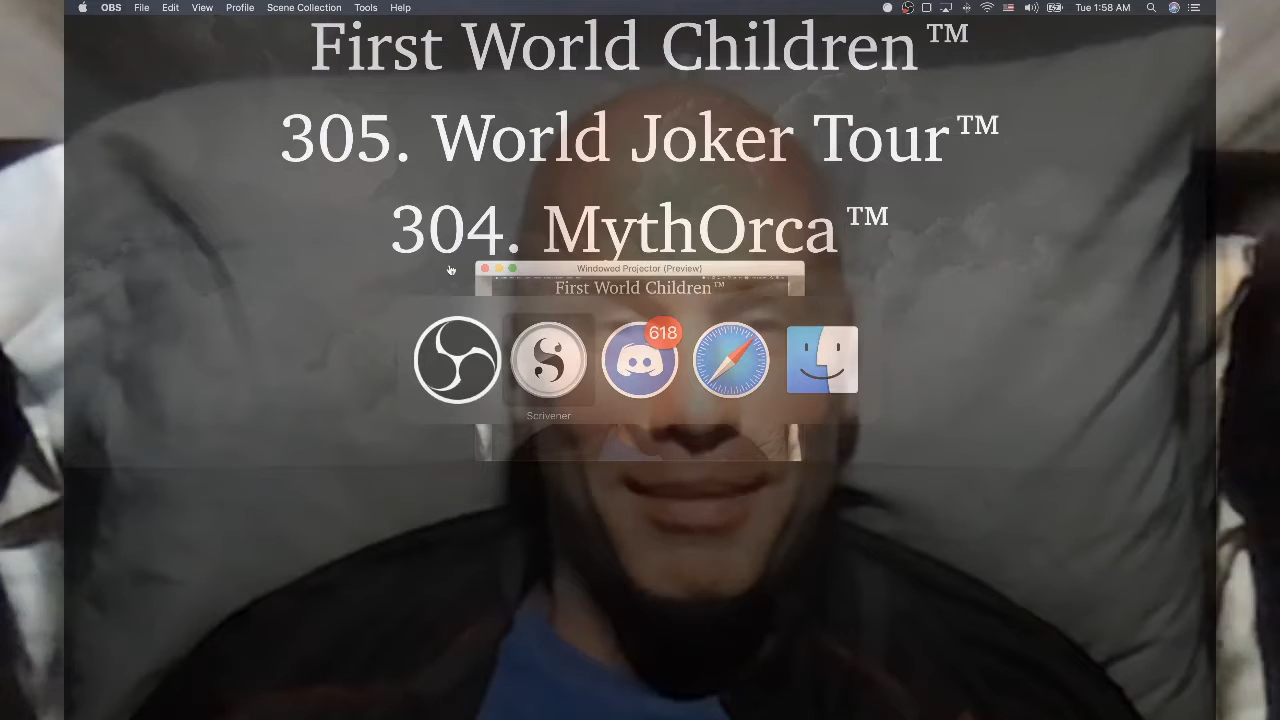 OBS File Edit View Profile Scene Collection Tools Help Tue 1:58 AM
First World Children™
305. World Joker Tour™
304. MythOrca™
Windowed Projector (Preview)
First World Children™
618
Scrivener